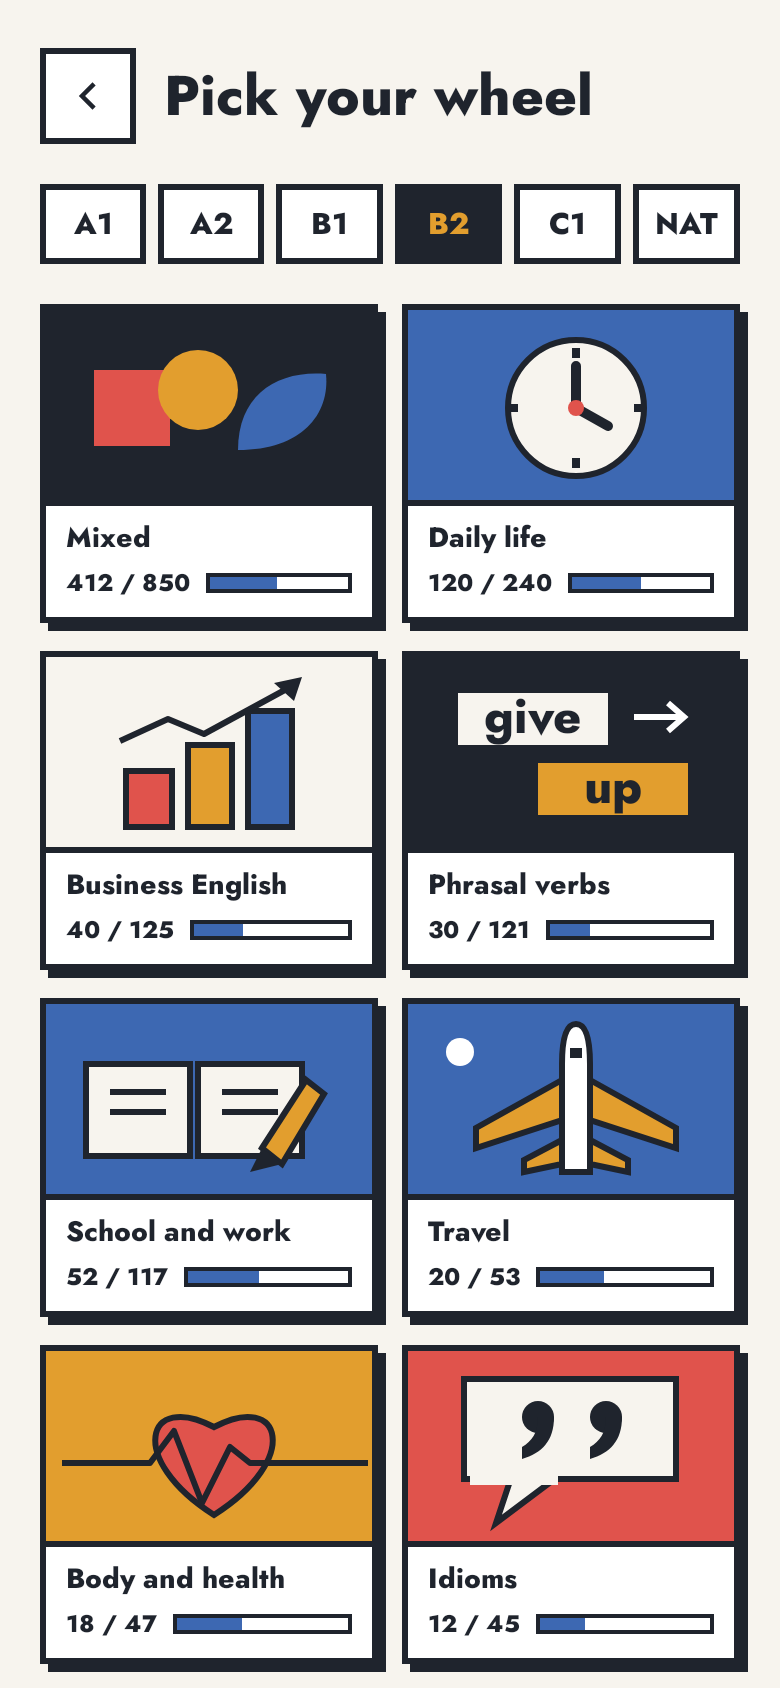 Pick your wheel
A1 A2 B1 B2 C1 NAT
Mixed
412 / 850
Daily life
120 / 240
Business English
40 / 125
give
up
Phrasal verbs
30 / 121
School and work
52 / 117
Travel
20 / 53
Body and health
18 / 47
Idioms
12 / 45